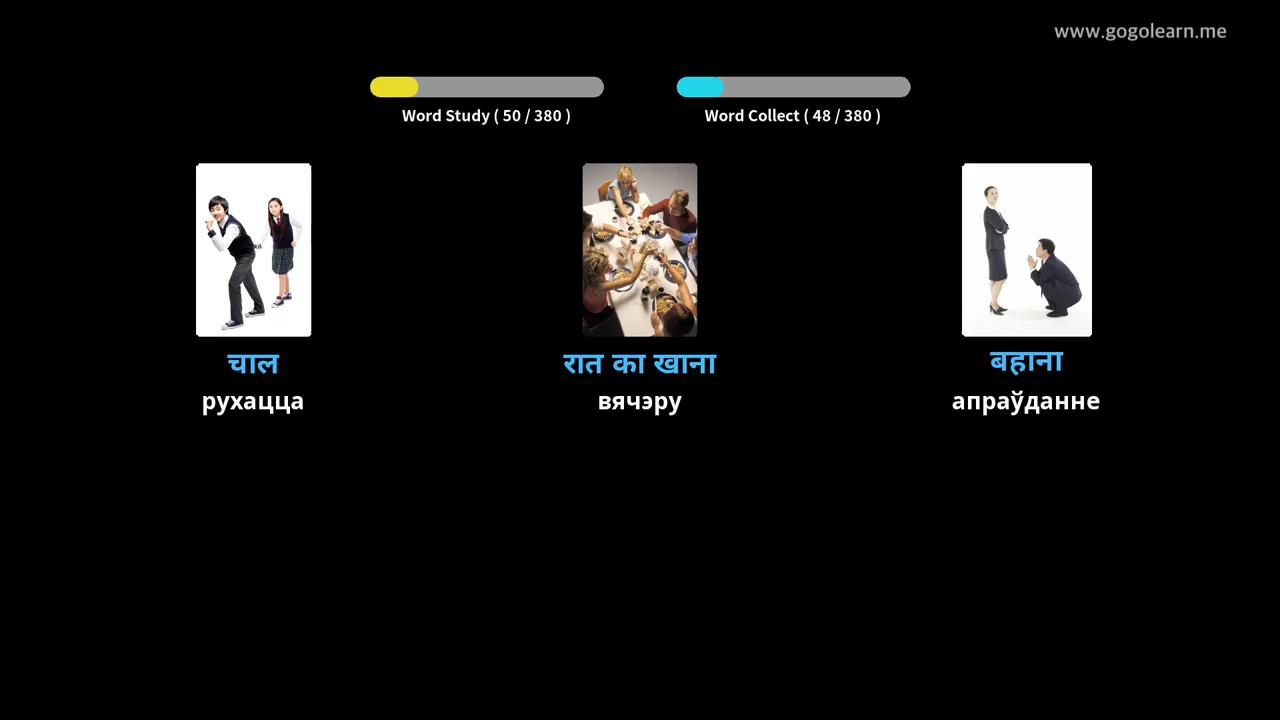 www.gogolearn.me
Word Study ( 50 / 380 )
Word Collect ( 48 / 380 )
चाल
रात का खाना
बहाना
рухацца
вячэру
апраўданне